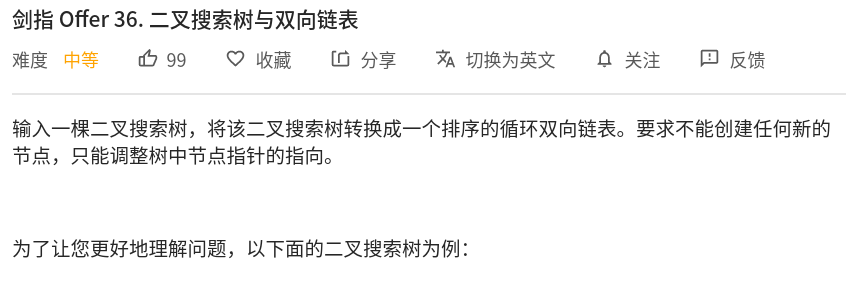 剑指 Offer 36. 二叉搜索树与双向链表
难度 中等 99 收藏 分享 切换为英文 关注 反馈
输入一棵二叉搜索树，将该二叉搜索树转换成一个排序的循环双向链表。要求不能创建任何新的
节点，只能调整树中节点指针的指向。
为了让您更好地理解问题，以下面的二叉搜索树为例：